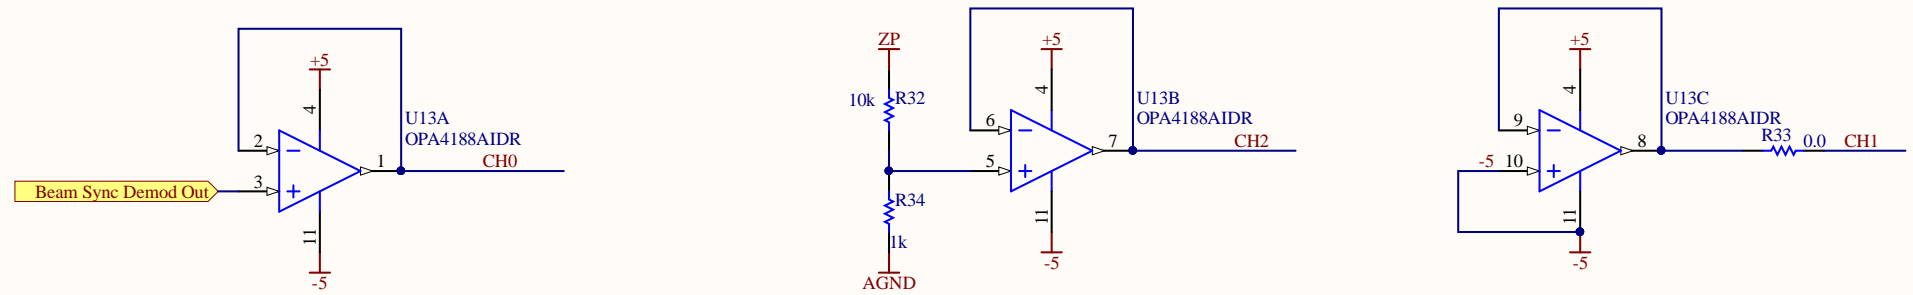 +5
4
U13A
OPA4188AIDR
2
1
CH0
3
Beam Sync Demod Out
11
-5
ZP
10k
R32
R34
1k
AGND
+5
4
U13B
OPA4188AIDR
6
7
CH2
5
11
-5
+5
4
U13C
OPA4188AIDR
9
R33
8
0.0
CH1
-5
10
11
-5